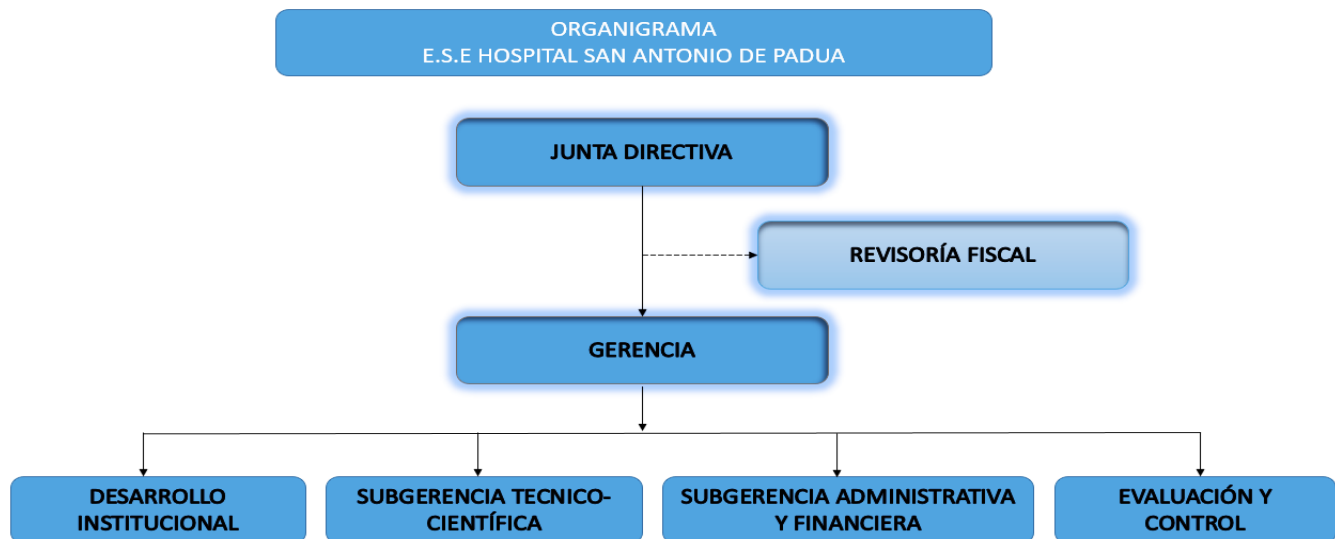 ORGANIGRAMA
E.S.E HOSPITAL SAN ANTONIO DE PADUA
JUNTA DIRECTIVA
REVISORÍA FISCAL
GERENCIA
DESARROLLO
INSTITUCIONAL
SUBGERENCIA TECNICO-
CIENTÍFICA
SUBGERENCIA ADMINISTRATIVA
Y FINANCIERA
EVALUACIÓN Y
CONTROL